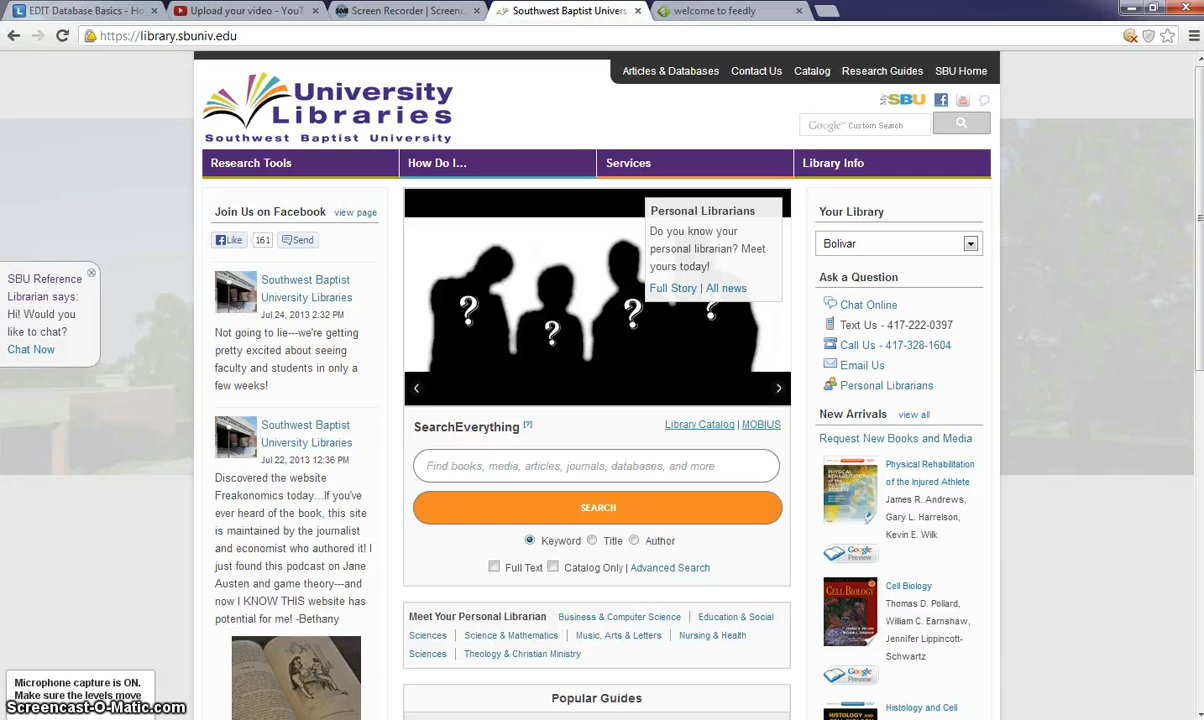 EDIT Database Basics - Ho
Upload your video - YouT
Screen Recorder | Screenc
Southwest Baptist Univers
welcome to feedly
https://library.sbuniv.edu
Articles & Databases Contact Us Catalog Research Guides SBU Home
University
Libraries
Southwest Baptist University
mySBU
Google™ Custom Search
Research Tools How Do I... Services Library Info
Join Us on Facebook view page
Like 161 Send
Southwest Baptist
University Libraries
Jul 24, 2013 2:32 PM
Not going to lie---we're getting
pretty excited about seeing
faculty and students in only a
few weeks!
Southwest Baptist
University Libraries
Jul 22, 2013 12:36 PM
Discovered the website
Freakonomics today...If you've
ever heard of the book, this site
is maintained by the journalist
and economist who authored it! I
just found this podcast on Jane
Austen and game theory---and
now I KNOW THIS website has
potential for me! -Bethany
SBU Reference
Librarian says:
Hi! Would you
like to chat?
Chat Now
Personal Librarians
Do you know your
personal librarian? Meet
yours today!
Full Story | All news
? ? ? ?
SearchEverything [?] Library Catalog | MOBIUS
Find books, media, articles, journals, databases, and more
SEARCH
Keyword Title Author
Full Text Catalog Only | Advanced Search
Meet Your Personal Librarian Business & Computer Science Education & Social
Sciences Science & Mathematics Music, Arts & Letters Nursing & Health
Sciences Theology & Christian Ministry
Popular Guides
Your Library
Bolivar
Ask a Question
Chat Online
Text Us - 417-222-0397
Call Us - 417-328-1604
Email Us
Personal Librarians
New Arrivals view all
Request New Books and Media
Physical Rehabilitation
of the Injured Athlete
James R. Andrews,
Gary L. Harrelson,
Kevin E. Wilk
Google
Preview
Cell Biology
Thomas D. Pollard,
William C. Earnshaw,
Jennifer Lippincott-
Schwartz
CELL BIOLOGY
Google
Preview
Histology and Cell
Microphone capture is ON.
Make sure the levels move
Screencast-O-Matic.com